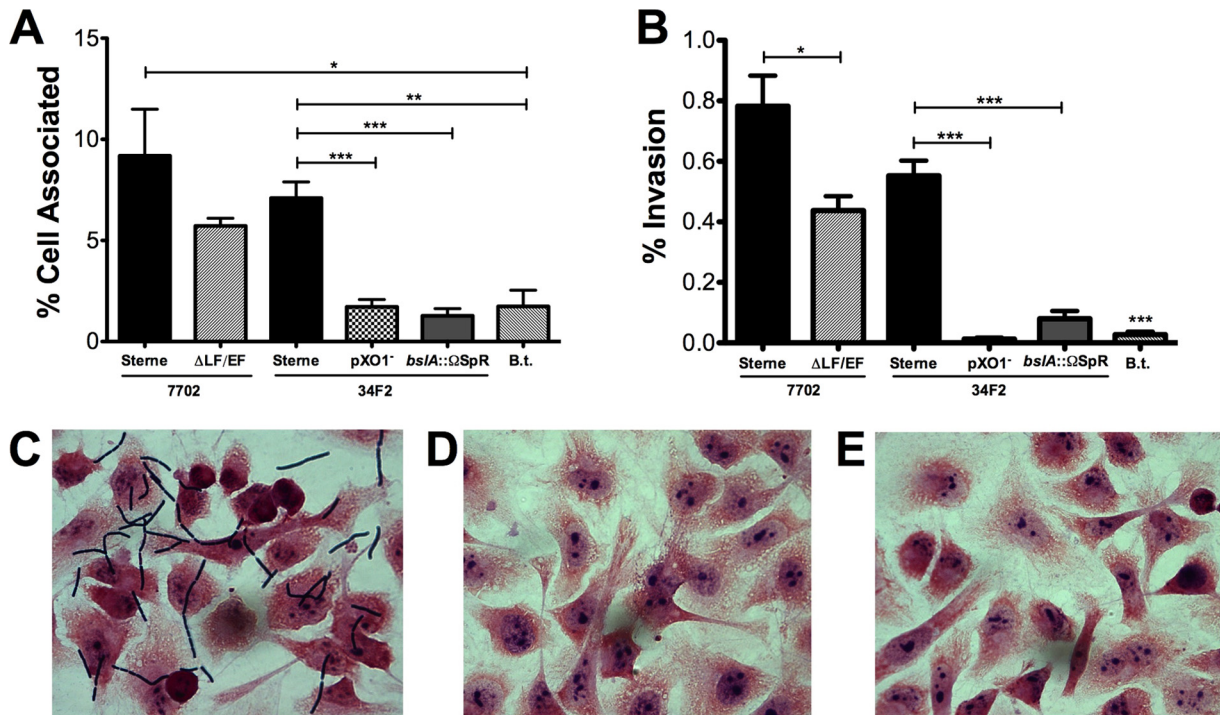 A
% Cell Associated
15
10
5
0
*
**
***
***
Sterne ΔLF/EF Sterne pXO1⁻ bslA::ΩSpR B.t.
7702 34F2
B
% Invasion
1.0
0.8
0.6
0.4
0.2
0.0
*
***
***
***
Sterne ΔLF/EF Sterne pXO1⁻ bslA::ΩSpR B.t.
7702 34F2
C
D
E